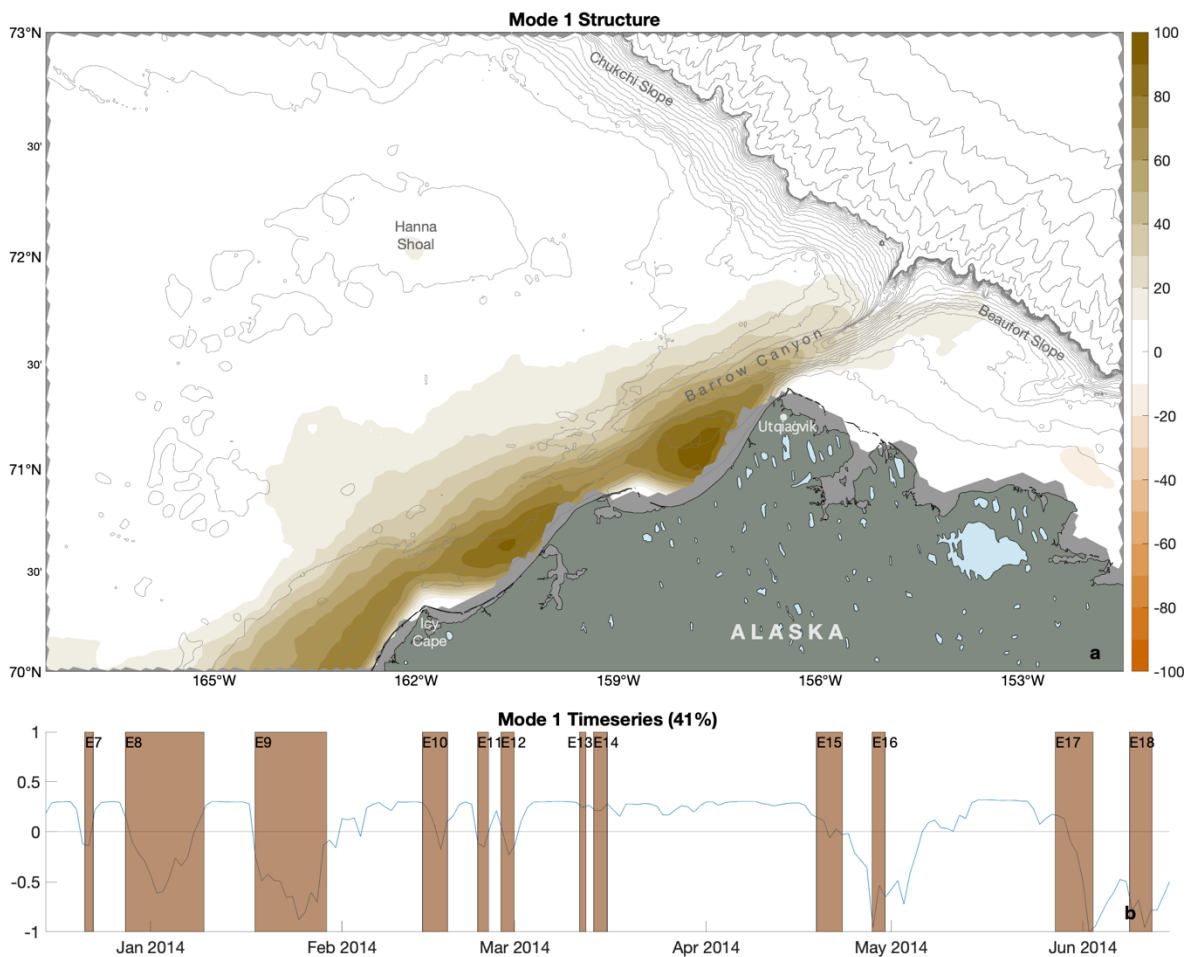 Mode 1 Structure
73°N
30'
72°N
30'
71°N
30'
70°N
Chukchi Slope
Hanna
Shoal
Barrow Canyon
Beaufort Slope
Utqiaġvik
Icy
Cape
ALASKA
a
165°W
162°W
159°W
156°W
153°W
100
80
60
40
20
0
-20
-40
-60
-80
-100
Mode 1 Timeseries (41%)
1
0.5
0
-0.5
-1
E7
E8
E9
E10
E11
E12
E13
E14
E15
E16
E17
E18
b
Jan 2014
Feb 2014
Mar 2014
Apr 2014
May 2014
Jun 2014